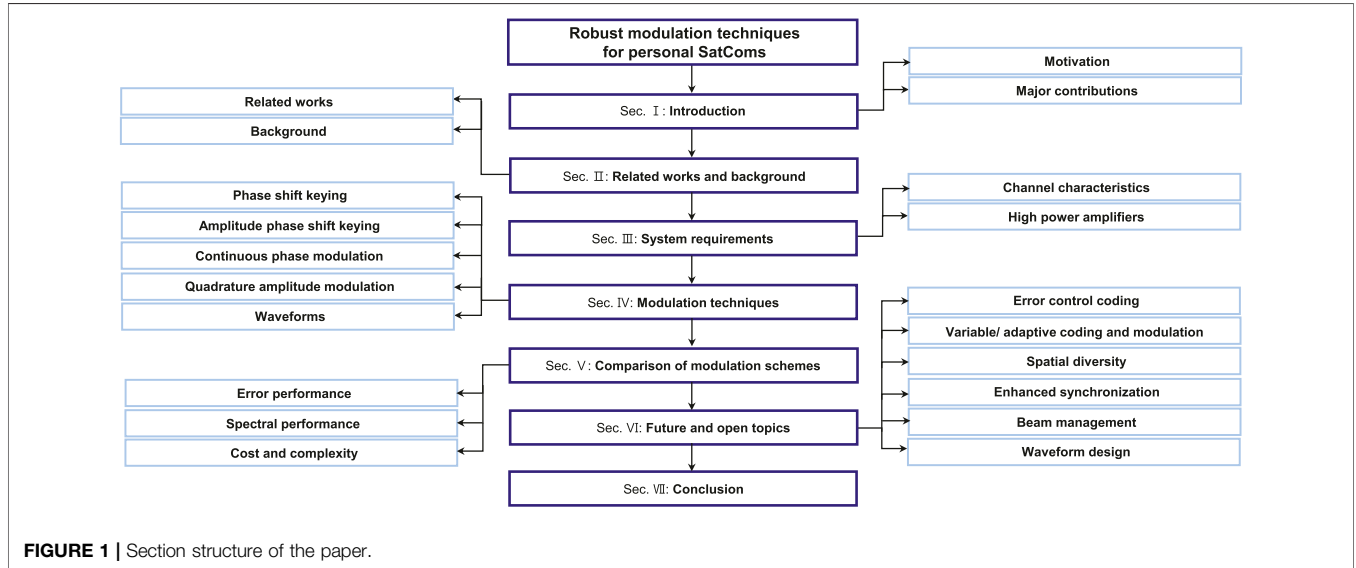 Robust modulation techniques
for personal SatComs
Sec. Ⅰ: Introduction
Motivation
Major contributions
Related works
Background
Sec. Ⅱ: Related works and background
Sec. Ⅲ: System requirements
Channel characteristics
High power amplifiers
Phase shift keying
Amplitude phase shift keying
Continuous phase modulation
Quadrature amplitude modulation
Waveforms
Sec. Ⅳ: Modulation techniques
Sec. Ⅴ: Comparison of modulation schemes
Error performance
Spectral performance
Cost and complexity
Sec. Ⅵ: Future and open topics
Error control coding
Variable/ adaptive coding and modulation
Spatial diversity
Enhanced synchronization
Beam management
Waveform design
Sec. Ⅶ: Conclusion
FIGURE 1 | Section structure of the paper.